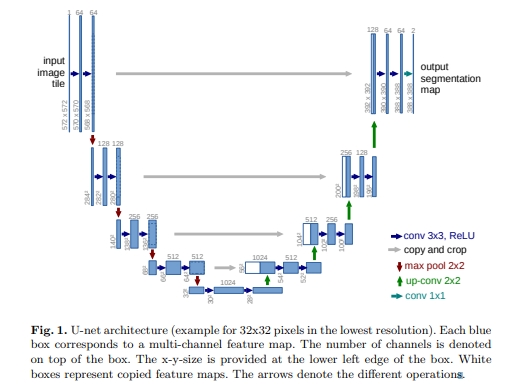 1 64 64
128 64 64 2
input
image
tile
output
segmentation
map
572 x 572
570 x 570
568 x 568
392 x 392
390 x 390
388 x 388
388 x 388
128 128
256 128
284²
282²
280²
200²
198²
196²
256 256
512 256
140²
138²
136²
104²
102²
100²
512 512
1024 512
68²
66²
64²
56²
54²
52²
1024
32²
30²
28²
conv 3x3, ReLU
copy and crop
max pool 2x2
up-conv 2x2
conv 1x1
Fig. 1. U-net architecture (example for 32x32 pixels in the lowest resolution). Each blue
box corresponds to a multi-channel feature map. The number of channels is denoted
on top of the box. The x-y-size is provided at the lower left edge of the box. White
boxes represent copied feature maps. The arrows denote the different operations.